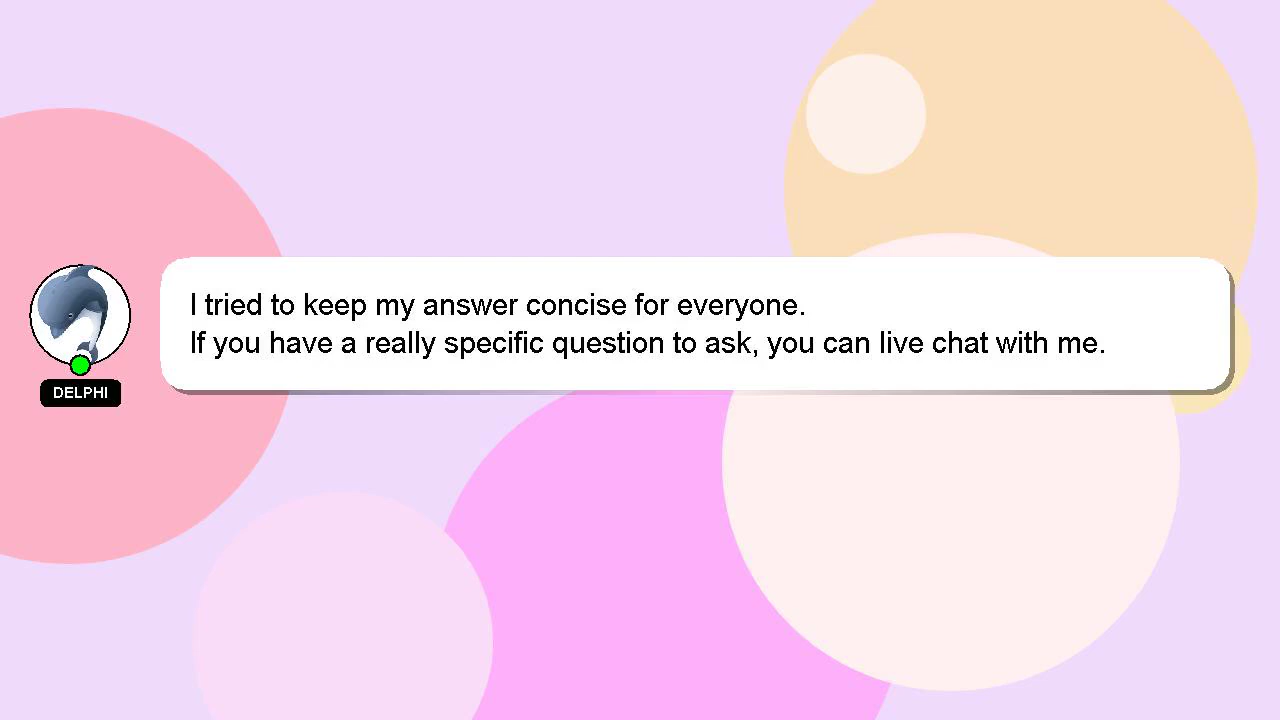 I tried to keep my answer concise for everyone.
If you have a really specific question to ask, you can live chat with me.
DELPHI